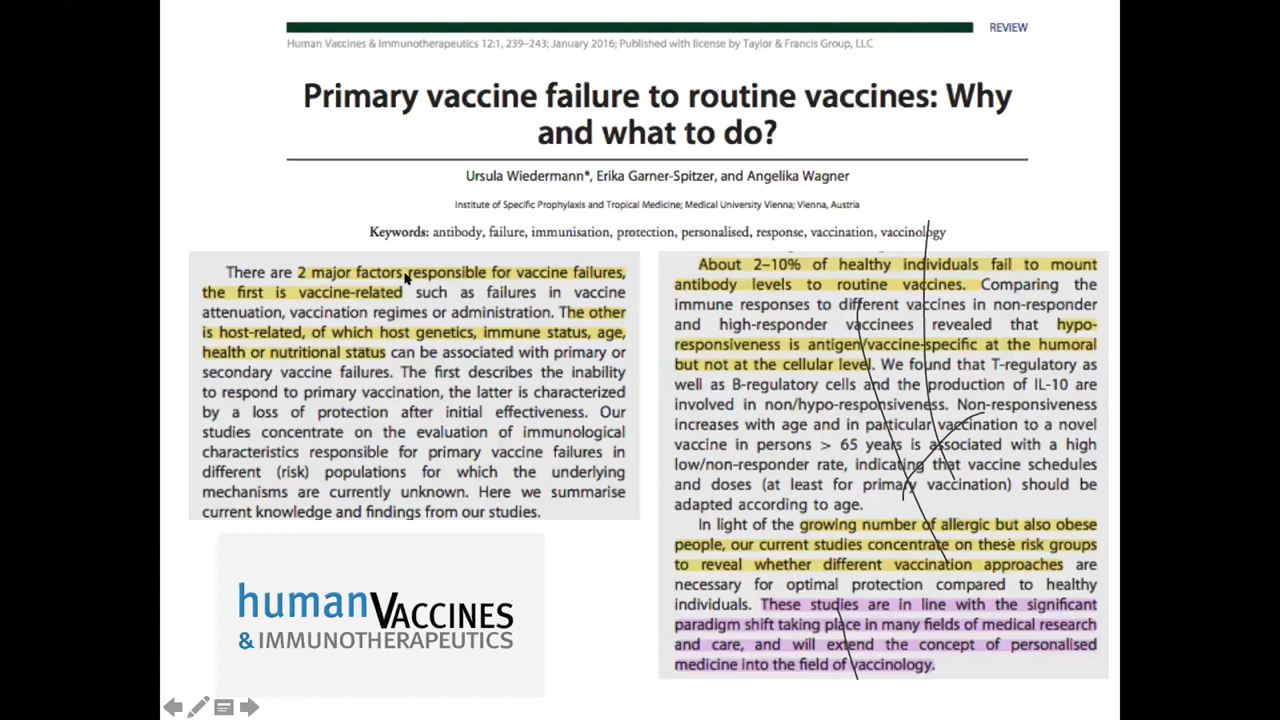 REVIEW
Human Vaccines & Immunotherapeutics 12:1, 239–243; January 2016; Published with license by Taylor & Francis Group, LLC
Primary vaccine failure to routine vaccines: Why
and what to do?
Ursula Wiedermann*, Erika Garner-Spitzer, and Angelika Wagner
Institute of Specific Prophylaxis and Tropical Medicine; Medical University Vienna; Vienna, Austria
Keywords: antibody, failure, immunisation, protection, personalised, response, vaccination, vaccinology
There are 2 major factors responsible for vaccine failures,
the first is vaccine-related such as failures in vaccine
attenuation, vaccination regimes or administration. The other
is host-related, of which host genetics, immune status, age,
health or nutritional status can be associated with primary or
secondary vaccine failures. The first describes the inability
to respond to primary vaccination, the latter is characterized
by a loss of protection after initial effectiveness. Our
studies concentrate on the evaluation of immunological
characteristics responsible for primary vaccine failures in
different (risk) populations for which the underlying
mechanisms are currently unknown. Here we summarise
current knowledge and findings from our studies.
About 2–10% of healthy individuals fail to mount
antibody levels to routine vaccines. Comparing the
immune responses to different vaccines in non-responder
and high-responder vaccinees revealed that hypo-
responsiveness is antigen/vaccine-specific at the humoral
but not at the cellular level. We found that T-regulatory as
well as B-regulatory cells and the production of IL-10 are
involved in non/hypo-responsiveness. Non-responsiveness
increases with age and in particular vaccination to a novel
vaccine in persons > 65 years is associated with a high
low/non-responder rate, indicating that vaccine schedules
and doses (at least for primary vaccination) should be
adapted according to age.
In light of the growing number of allergic but also obese
people, our current studies concentrate on these risk groups
to reveal whether different vaccination approaches are
necessary for optimal protection compared to healthy
individuals. These studies are in line with the significant
paradigm shift taking place in many fields of medical research
and care, and will extend the concept of personalised
medicine into the field of vaccinology.
human VACCINES
& IMMUNOTHERAPEUTICS